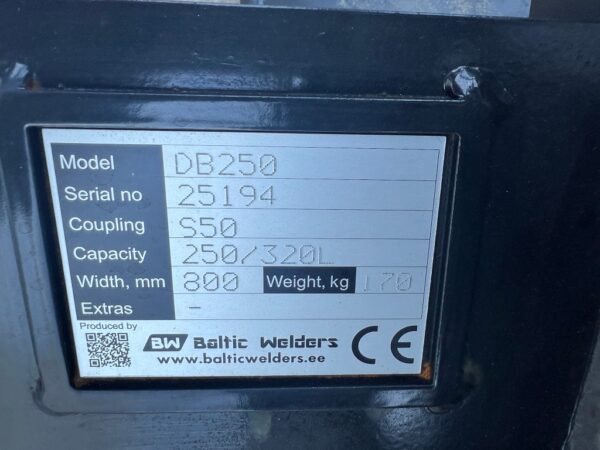 Model DB250
Serial no 25194
Coupling S50
Capacity 250/320L
Width, mm 800 Weight, kg 170
Extras -
Produced by
BW Baltic Welders CE
www.balticwelders.ee